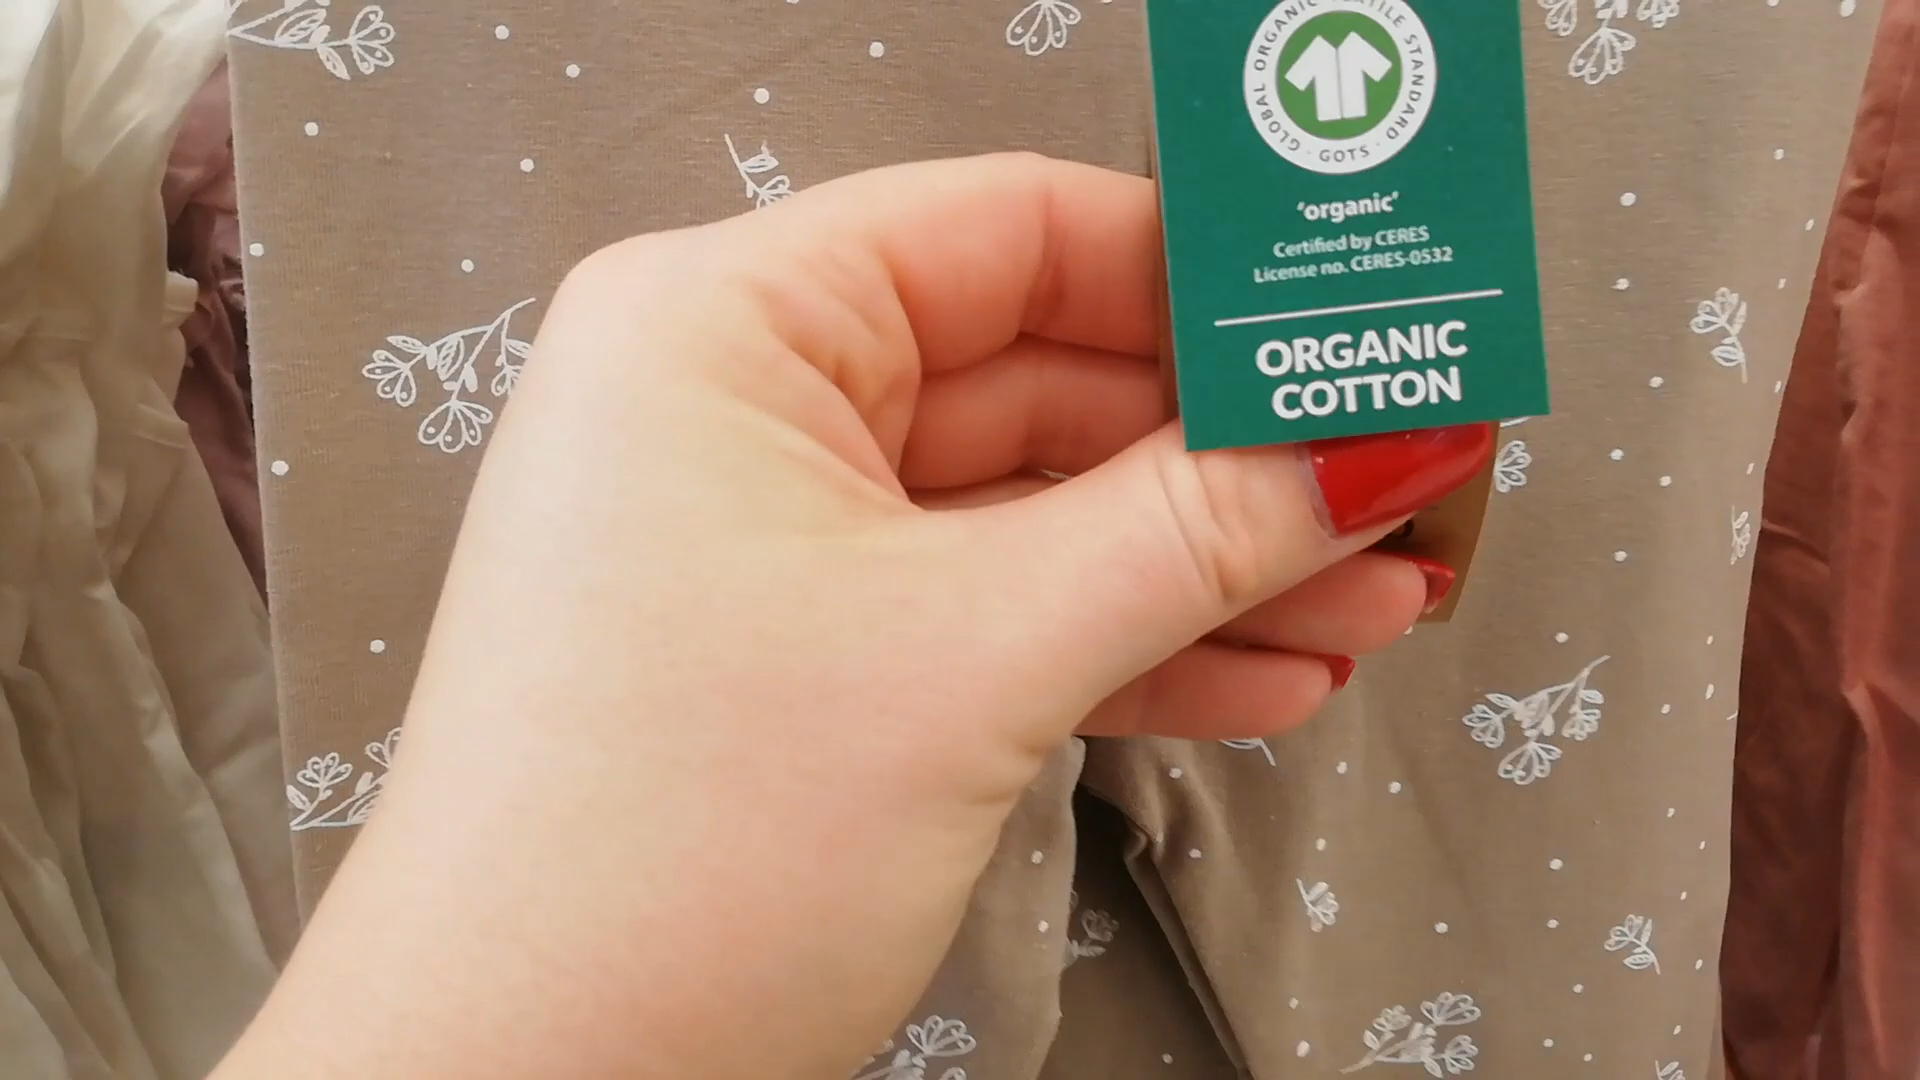 GLOBAL ORGANIC TEXTILE STANDARD · GOTS ·
‘organic’
Certified by CERES
License no. CERES-0532
ORGANIC
COTTON